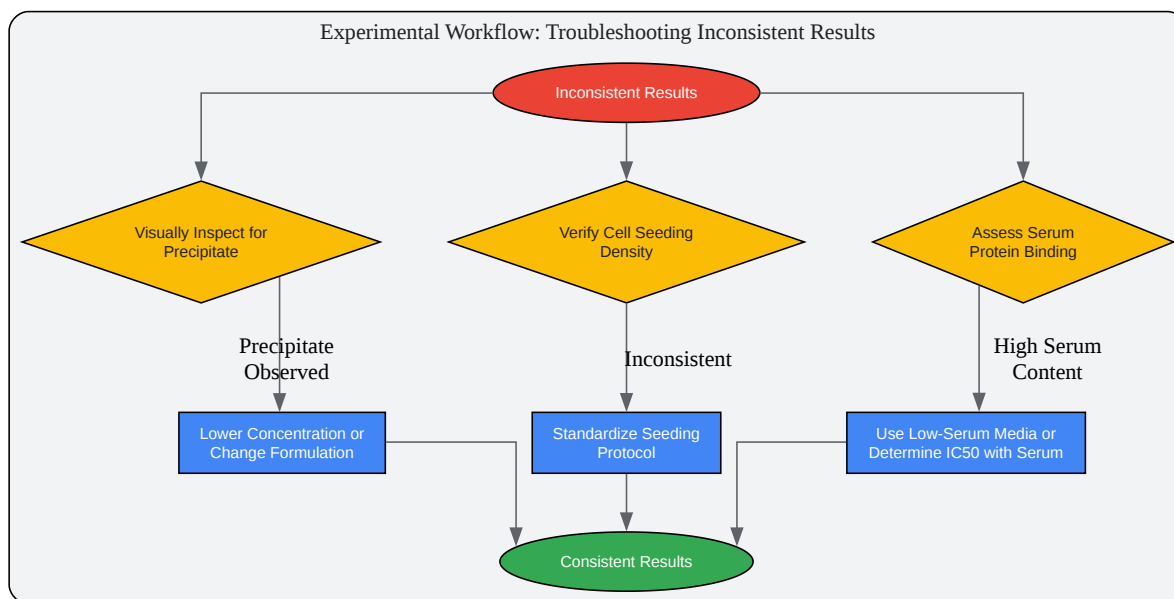 Experimental Workflow: Troubleshooting Inconsistent Results
Inconsistent Results
Visually Inspect for
Precipitate
Verify Cell Seeding
Density
Assess Serum
Protein Binding
Precipitate
Observed
Inconsistent
High Serum
Content
Lower Concentration or
Change Formulation
Standardize Seeding
Protocol
Use Low-Serum Media or
Determine IC50 with Serum
Consistent Results